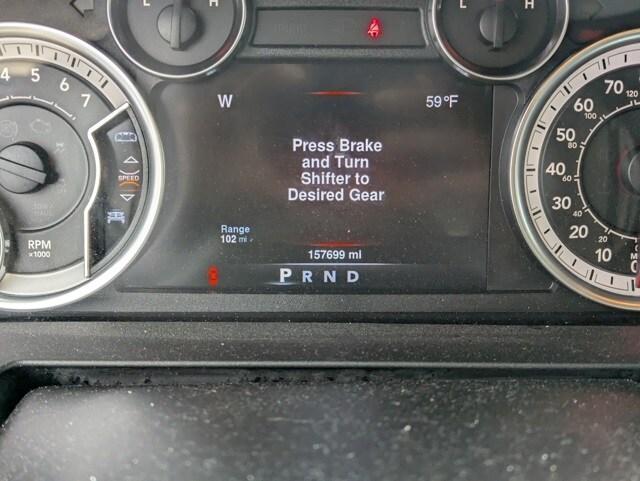 L H
L H
W
59°F
4 5 6 7
Press Brake
and Turn
Shifter to
Desired Gear
SPEED
Range
102 mi
RPM
x1000
157699 mi
P R N D
70 120
60 100
50 80
40 60
30 40
20 20
10
0